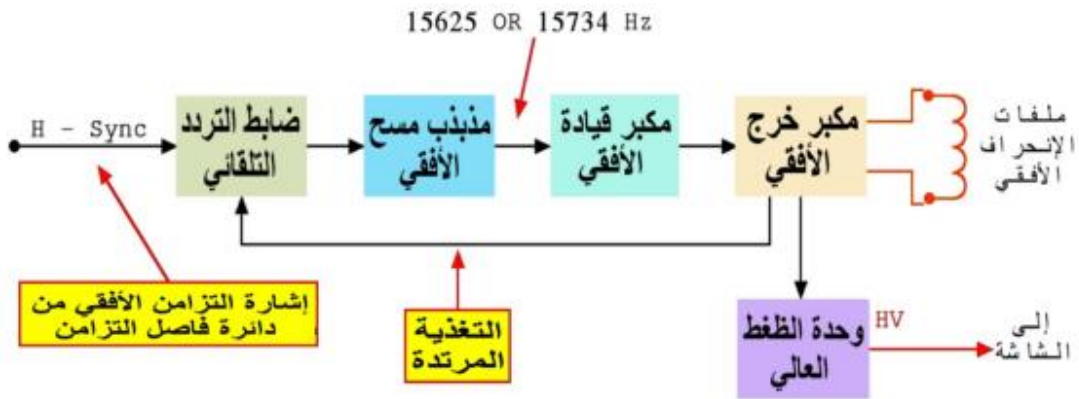 15625 OR 15734 Hz
H - Sync
ضابط التردد
التلقائي
مذبذب مسح
الأفقي
مكبر قيادة
الأفقي
مكبر خرج
الأفقي
ملفات
الإنحراف
الأفقي
إشارة التزامن الأفقي من
دائرة فاصل التزامن
التغذية
المرتدة
وحدة الظغط
العالي
HV
إلى
الشاشة